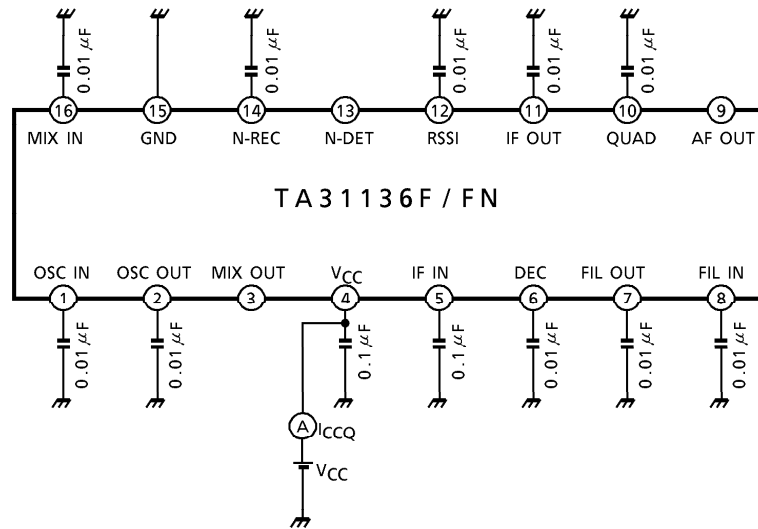 0.01 μF
0.01 μF
0.01 μF
0.01 μF
0.01 μF
16 15 14 13 12 11 10 9
MIX IN GND N-REC N-DET RSSI IF OUT QUAD AF OUT
TA31136F / FN
OSC IN OSC OUT MIX OUT VCC IF IN DEC FIL OUT FIL IN
1 2 3 4 5 6 7 8
0.01 μF
0.01 μF
0.1 μF
0.1 μF
0.01 μF
0.01 μF
0.01 μF
A ICCQ
VCC